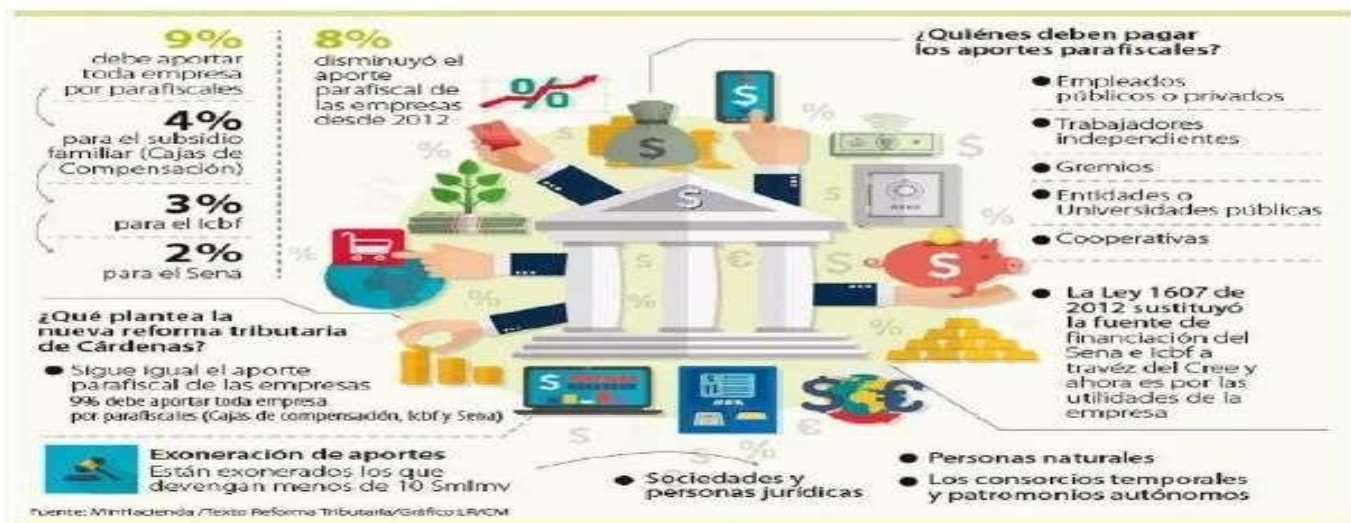 9%
debe aportar
toda empresa
por parafiscales
4%
para el subsidio
familiar (Cajas de
Compensación)
3%
para el Icbf
2%
para el Sena
8%
disminuyó el
aporte
parafiscal de
las empresas
desde 2012
¿Quiénes deben pagar
los aportes parafiscales?
● Empleados
públicos o privados
● Trabajadores
independientes
● Gremios
● Entidades o
Universidades públicas
● Cooperativas
● La Ley 1607 de
2012 sustituyó
la fuente de
financiación del
Sena e Icbf a
travéz del Cree y
ahora es por las
utilidades de la
empresa
¿Qué plantea la
nueva reforma tributaria
de Cárdenas?
● Sigue igual el aporte
parafiscal de las empresas
9% debe aportar toda empresa
por parafiscales (Cajas de compensación, Icbf y Sena)
Exoneración de aportes
Están exonerados los que
devengan menos de 10 Smlmv
● Sociedades y
personas jurídicas
● Personas naturales
● Los consorcios temporales
y patromonios autónomos
Fuente: MinHacienda /Texto Reforma Tributaria/Gráfico:LR/CM